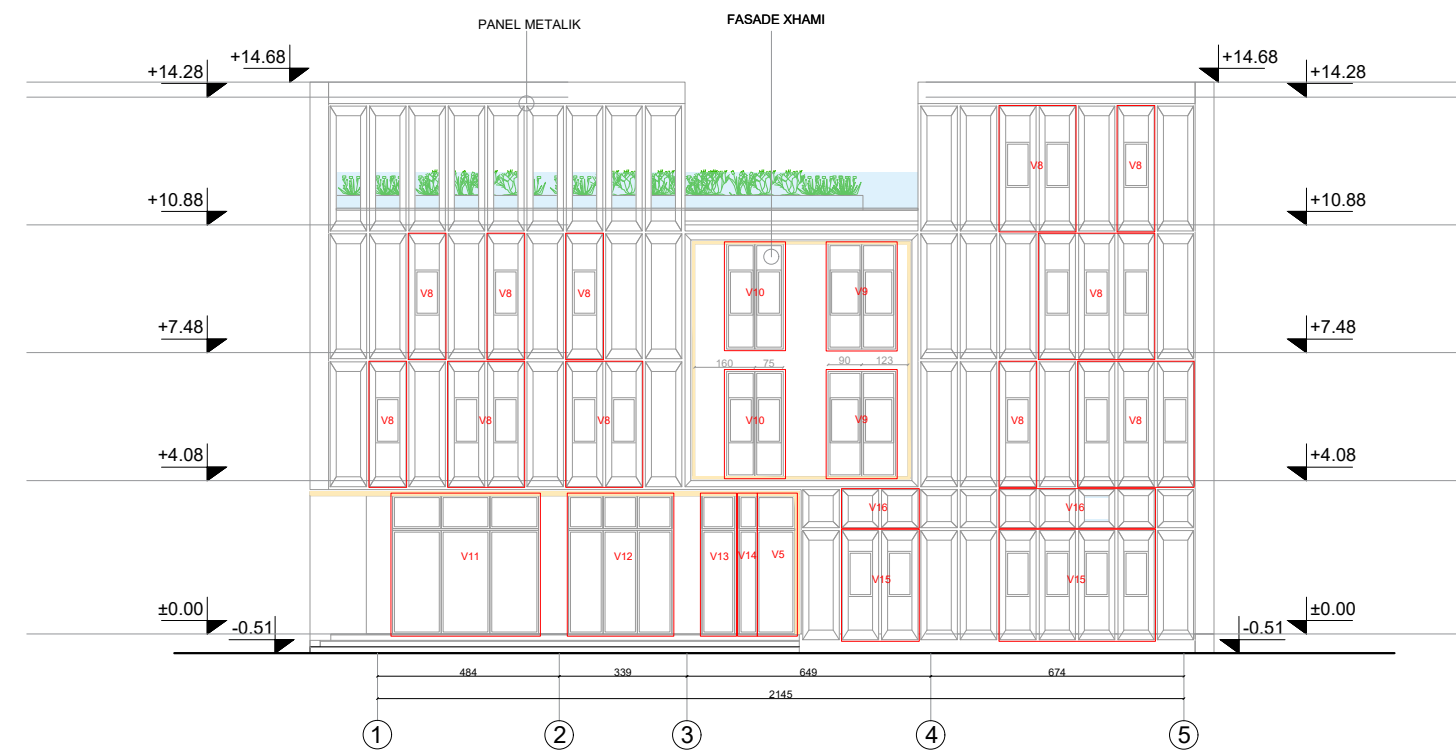 PANEL METALIK
FASADE XHAMI
+14.68
+14.28
+14.68
+14.28
V8
V8
+10.88
+10.88
V8
V8
V8
V10
V9
V8
+7.48
+7.48
160
75
90
123
V8
V8
V8
V10
V9
V8
V8
+4.08
+4.08
V16
V16
V11
V12
V13
V14
V5
V15
V15
±0.00
±0.00
-0.51
-0.51
484
339
649
674
2145
1
2
3
4
5